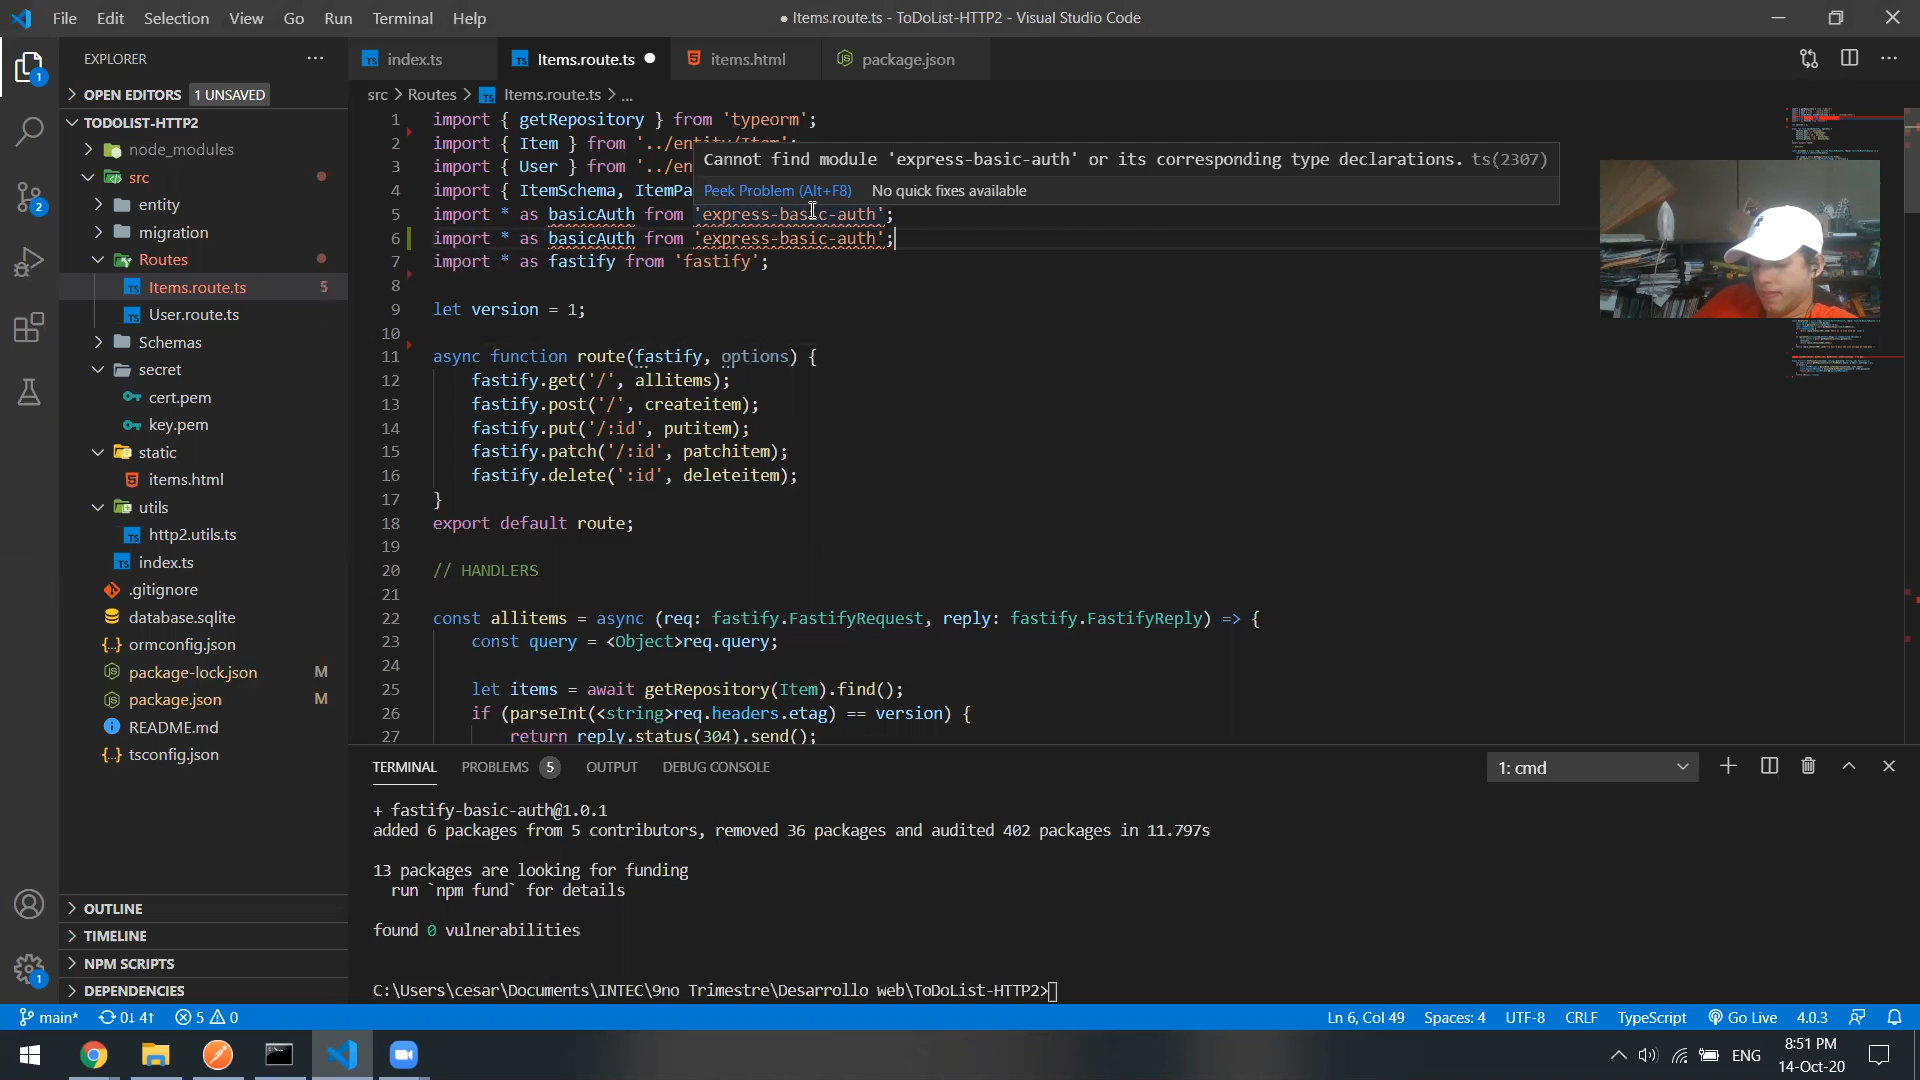 File Edit Selection View Go Run Terminal Help
● Items.route.ts - ToDoList-HTTP2 - Visual Studio Code
EXPLORER
OPEN EDITORS 1 UNSAVED
TODOLIST-HTTP2
node_modules
src
entity
migration
Routes
Items.route.ts 5
User.route.ts
Schemas
secret
cert.pem
key.pem
static
items.html
utils
http2.utils.ts
index.ts
.gitignore
database.sqlite
ormconfig.json
package-lock.json M
package.json M
README.md
tsconfig.json
OUTLINE
TIMELINE
NPM SCRIPTS
DEPENDENCIES
1
2
1
TS index.ts
TS Items.route.ts
items.html
package.json
src > Routes > TS Items.route.ts > ...
1 import { getRepository } from 'typeorm';
2 import { Item } from '../entity/Item';
3 import { User } from '../en
4 import { ItemSchema, ItemPa
Cannot find module 'express-basic-auth' or its corresponding type declarations. ts(2307)
Peek Problem (Alt+F8) No quick fixes available
5 import * as basicAuth from 'express-basic-auth';
6 import * as basicAuth from 'express-basic-auth';
7 import * as fastify from 'fastify';
8
9 let version = 1;
10
11 async function route(fastify, options) {
12 fastify.get('/', allitems);
13 fastify.post('/', createitem);
14 fastify.put('/:id', putitem);
15 fastify.patch('/:id', patchitem);
16 fastify.delete(':id', deleteitem);
17 }
18 export default route;
19
20 // HANDLERS
21
22 const allitems = async (req: fastify.FastifyRequest, reply: fastify.FastifyReply) => {
23 const query = <Object>req.query;
24
25 let items = await getRepository(Item).find();
26 if (parseInt(<string>req.headers.etag) == version) {
27 return reply.status(304).send();
TERMINAL PROBLEMS 5 OUTPUT DEBUG CONSOLE
1: cmd
+ fastify-basic-auth@1.0.1
added 6 packages from 5 contributors, removed 36 packages and audited 402 packages in 11.797s
13 packages are looking for funding
run `npm fund` for details
found 0 vulnerabilities
C:\Users\cesar\Documents\INTEC\9no Trimestre\Desarrollo web\ToDoList-HTTP2>
main* 0↓ 4↑ 5 0
Ln 6, Col 49 Spaces: 4 UTF-8 CRLF TypeScript Go Live 4.0.3
ENG
8:51 PM
14-Oct-20